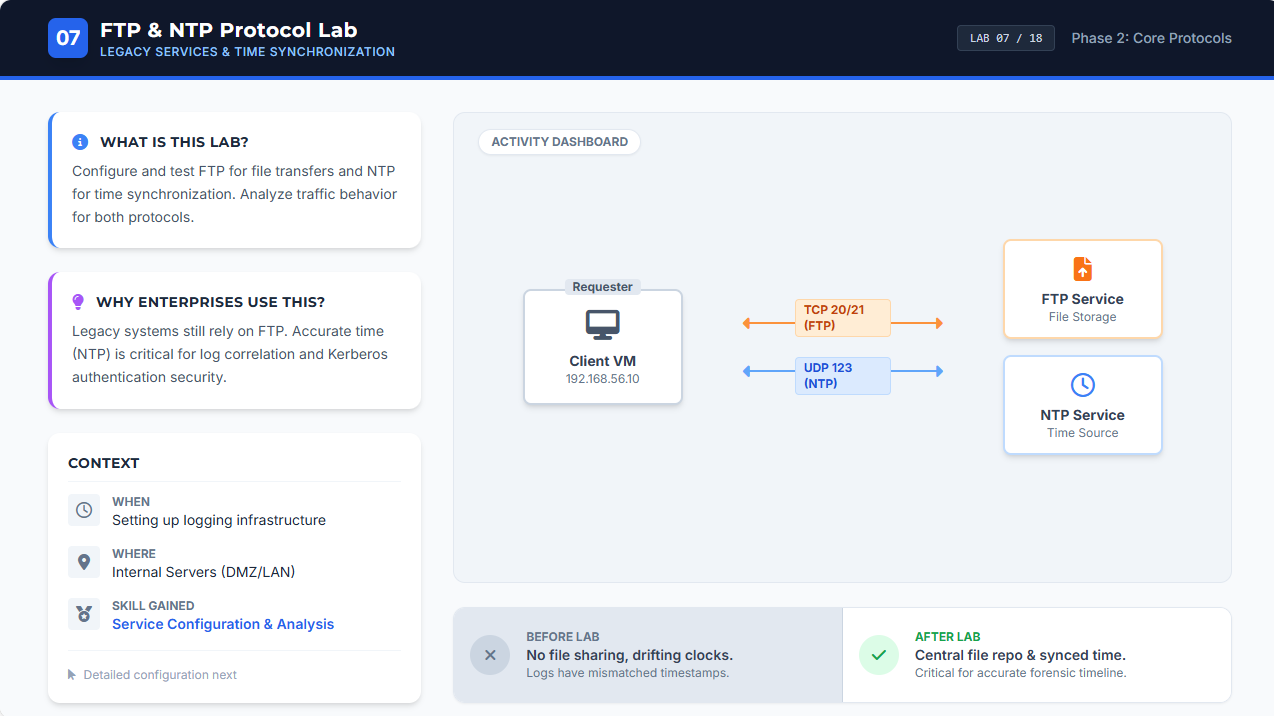 07
FTP & NTP Protocol Lab
LEGACY SERVICES & TIME SYNCHRONIZATION
LAB 07 / 18
Phase 2: Core Protocols
WHAT IS THIS LAB?
Configure and test FTP for file transfers and NTP
for time synchronization. Analyze traffic behavior
for both protocols.
WHY ENTERPRISES USE THIS?
Legacy systems still rely on FTP. Accurate time
(NTP) is critical for log correlation and Kerberos
authentication security.
CONTEXT
WHEN
Setting up logging infrastructure
WHERE
Internal Servers (DMZ/LAN)
SKILL GAINED
Service Configuration & Analysis
Detailed configuration next
ACTIVITY DASHBOARD
Requester
Client VM
192.168.56.10
TCP 20/21
(FTP)
UDP 123
(NTP)
FTP Service
File Storage
NTP Service
Time Source
BEFORE LAB
No file sharing, drifting clocks.
Logs have mismatched timestamps.
AFTER LAB
Central file repo & synced time.
Critical for accurate forensic timeline.